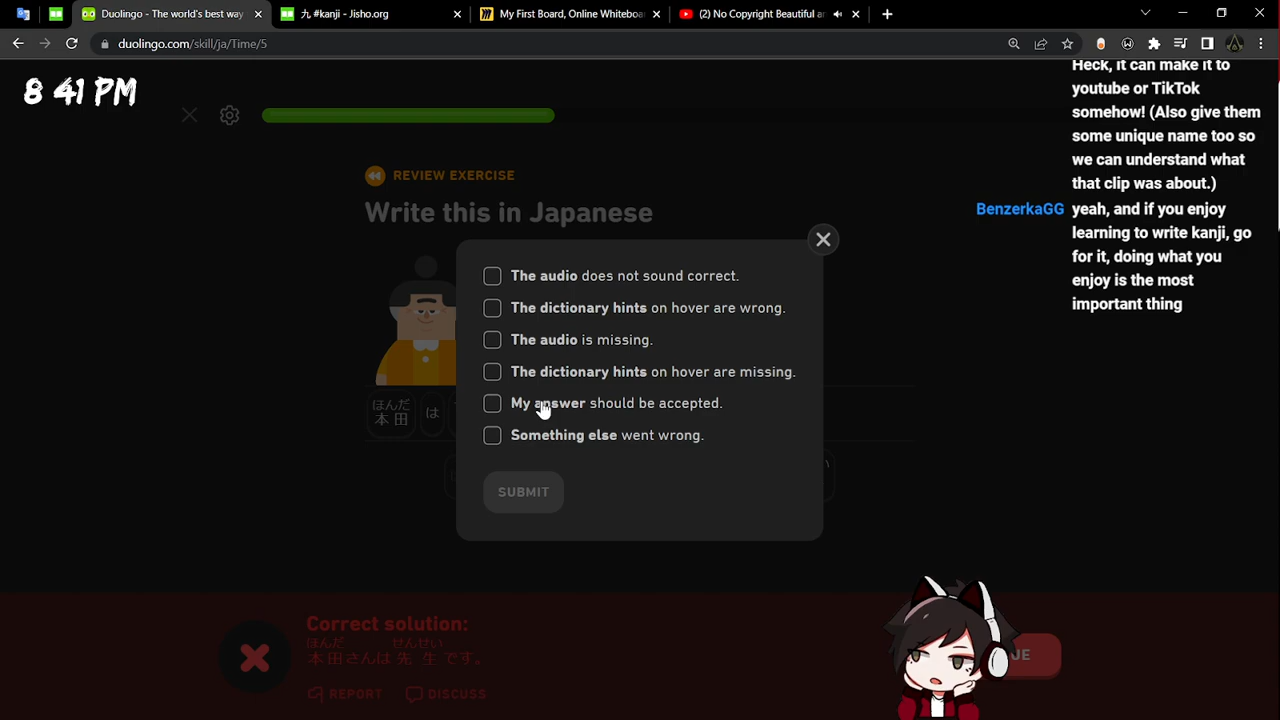 Duolingo - The world's best way
九 #kanji - Jisho.org
My First Board, Online Whiteboa
(2) No Copyright Beautiful
duolingo.com/skill/ja/Time/5
8 41 PM
Heck, it can make it to
youtube or TikTok
somehow! (Also give them
some unique name too so
we can understand what
that clip was about.)
BenzerkaGG yeah, and if you enjoy
learning to write kanji, go
for it, doing what you
enjoy is the most
important thing
REVIEW EXERCISE
Write this in Japanese
The audio does not sound correct.
The dictionary hints on hover are wrong.
The audio is missing.
The dictionary hints on hover are missing.
My answer should be accepted.
Something else went wrong.
SUBMIT
ほんだ
本田 は
Correct solution:
ほんだ せんせい
本田さんは先生です。
REPORT DISCUSS
UE